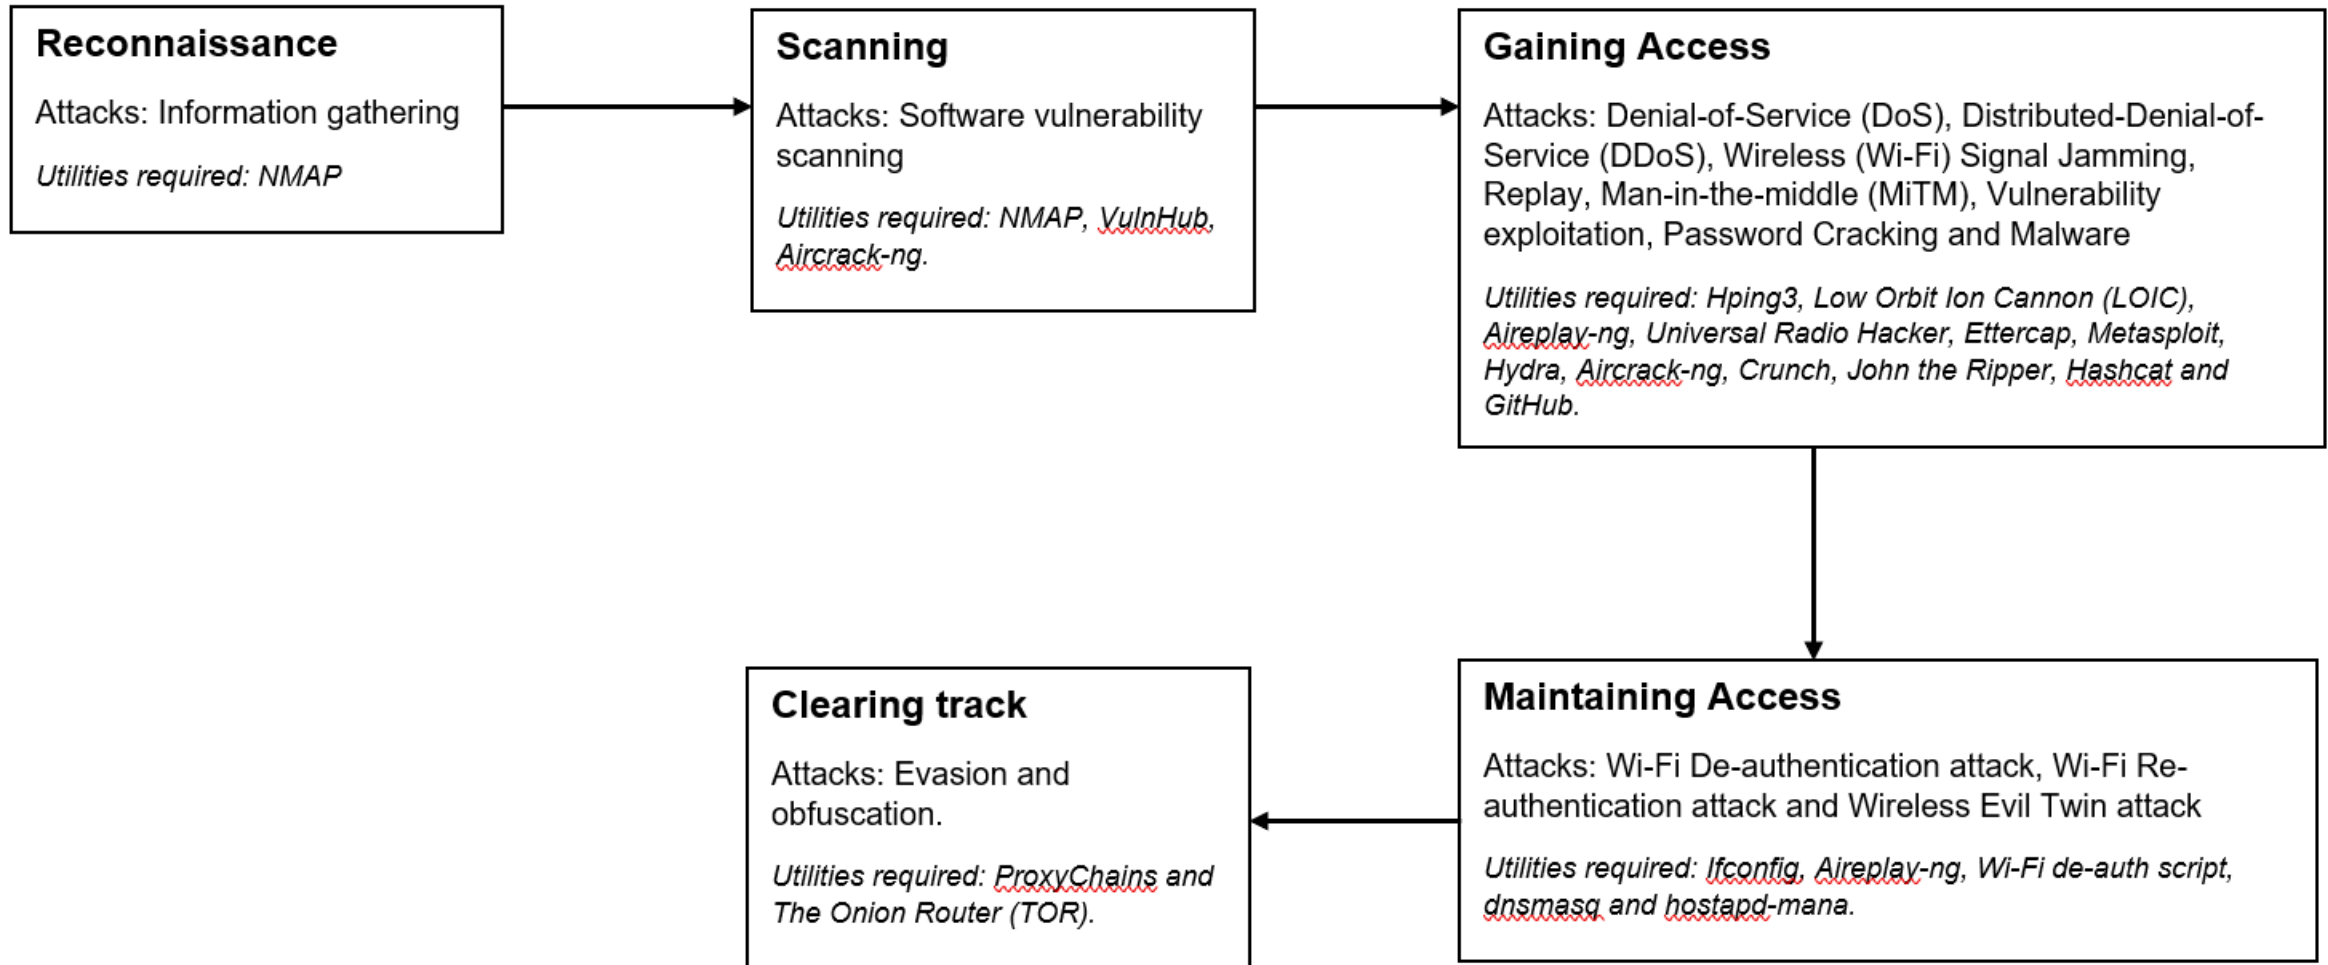 Reconnaissance
Attacks: Information gathering
Utilities required: NMAP
Scanning
Attacks: Software vulnerability
scanning
Utilities required: NMAP, VulnHub,
Aircrack-ng.
Gaining Access
Attacks: Denial-of-Service (DoS), Distributed-Denial-of-
Service (DDoS), Wireless (Wi-Fi) Signal Jamming,
Replay, Man-in-the-middle (MiTM), Vulnerability
exploitation, Password Cracking and Malware
Utilities required: Hping3, Low Orbit Ion Cannon (LOIC),
Aireplay-ng, Universal Radio Hacker, Ettercap, Metasploit,
Hydra, Aircrack-ng, Crunch, John the Ripper, Hashcat and
GitHub.
Maintaining Access
Attacks: Wi-Fi De-authentication attack, Wi-Fi Re-
authentication attack and Wireless Evil Twin attack
Utilities required: Ifconfig, Aireplay-ng, Wi-Fi de-auth script,
dnsmasq and hostapd-mana.
Clearing track
Attacks: Evasion and
obfuscation.
Utilities required: ProxyChains and
The Onion Router (TOR).